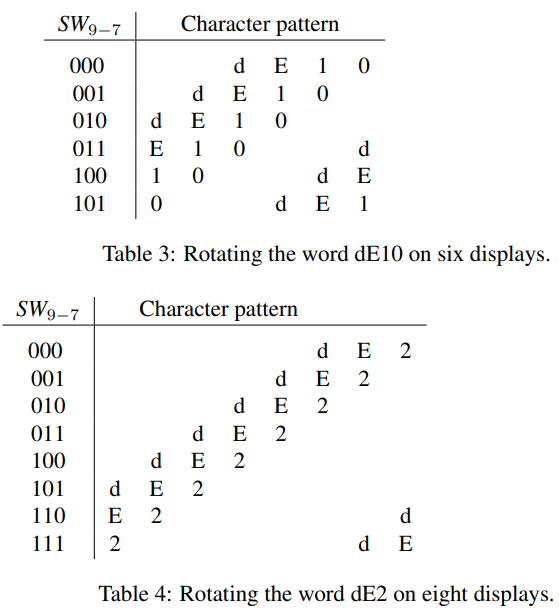 SW9−7 Character pattern
000 d E 1 0
001 d E 1 0
010 d E 1 0
011 E 1 0 d
100 1 0 d E
101 0 d E 1
Table 3: Rotating the word dE10 on six displays.
SW9−7 Character pattern
000 d E 2
001 d E 2
010 d E 2
011 d E 2
100 d E 2
101 d E 2
110 E 2 d
111 2 d E
Table 4: Rotating the word dE2 on eight displays.